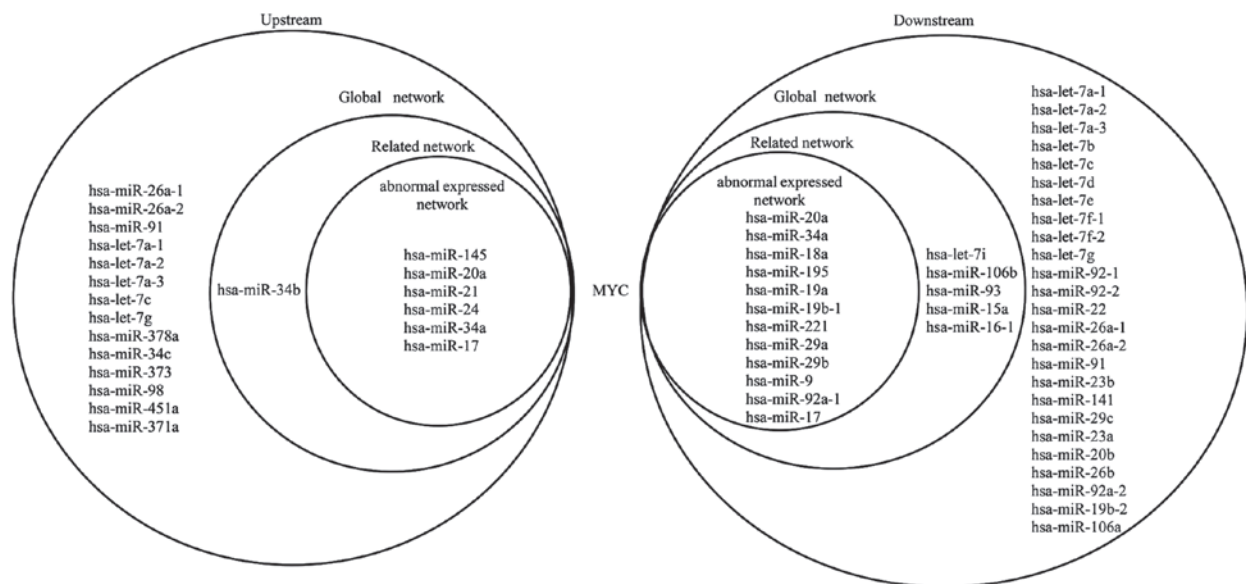 Upstream
Global network
Related network
abnormal expressed
network
hsa-miR-26a-1
hsa-miR-26a-2
hsa-miR-91
hsa-let-7a-1
hsa-let-7a-2
hsa-let-7a-3
hsa-let-7c
hsa-let-7g
hsa-miR-378a
hsa-miR-34c
hsa-miR-373
hsa-miR-98
hsa-miR-451a
hsa-miR-371a
hsa-miR-34b
hsa-miR-145
hsa-miR-20a
hsa-miR-21
hsa-miR-24
hsa-miR-34a
hsa-miR-17
MYC
Downstream
Global network
Related network
abnormal expressed
network
hsa-miR-20a
hsa-miR-34a
hsa-miR-18a
hsa-miR-195
hsa-miR-19a
hsa-miR-19b-1
hsa-miR-221
hsa-miR-29a
hsa-miR-29b
hsa-miR-9
hsa-miR-92a-1
hsa-miR-17
hsa-let-7i
hsa-miR-106b
hsa-miR-93
hsa-miR-15a
hsa-miR-16-1
hsa-let-7a-1
hsa-let-7a-2
hsa-let-7a-3
hsa-let-7b
hsa-let-7c
hsa-let-7d
hsa-let-7e
hsa-let-7f-1
hsa-let-7f-2
hsa-let-7g
hsa-miR-92-1
hsa-miR-92-2
hsa-miR-22
hsa-miR-26a-1
hsa-miR-26a-2
hsa-miR-91
hsa-miR-23b
hsa-miR-141
hsa-miR-29c
hsa-miR-23a
hsa-miR-20b
hsa-miR-26b
hsa-miR-92a-2
hsa-miR-19b-2
hsa-miR-106a